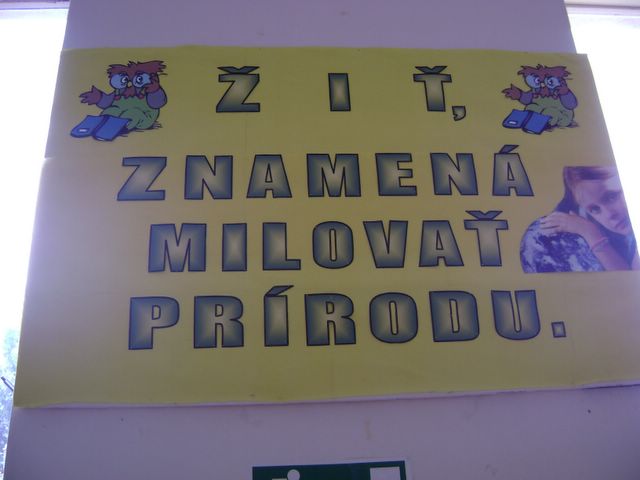 ŽIŤ,
ZNAMENÁ
MILOVAŤ
PRÍRODU.